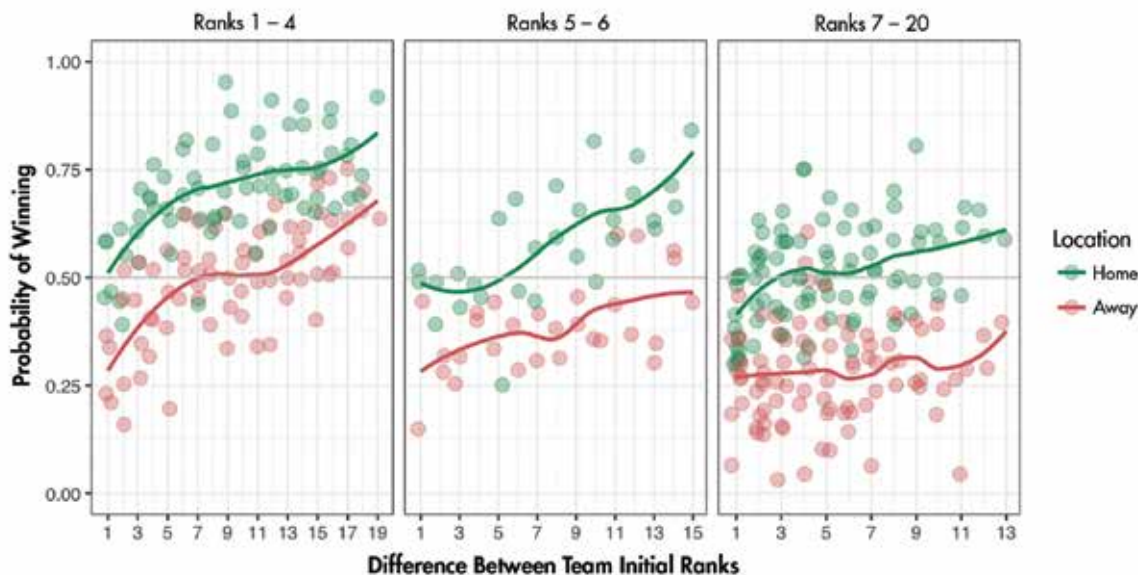 Ranks 1 – 4
Ranks 5 – 6
Ranks 7 – 20
Probability of Winning
1.00
0.75
0.50
0.25
0.00
1 3 5 7 9 11 13 15 17 19
1 3 5 7 9 11 13 15
1 3 5 7 9 11 13
Difference Between Team Initial Ranks
Location
Home
Away